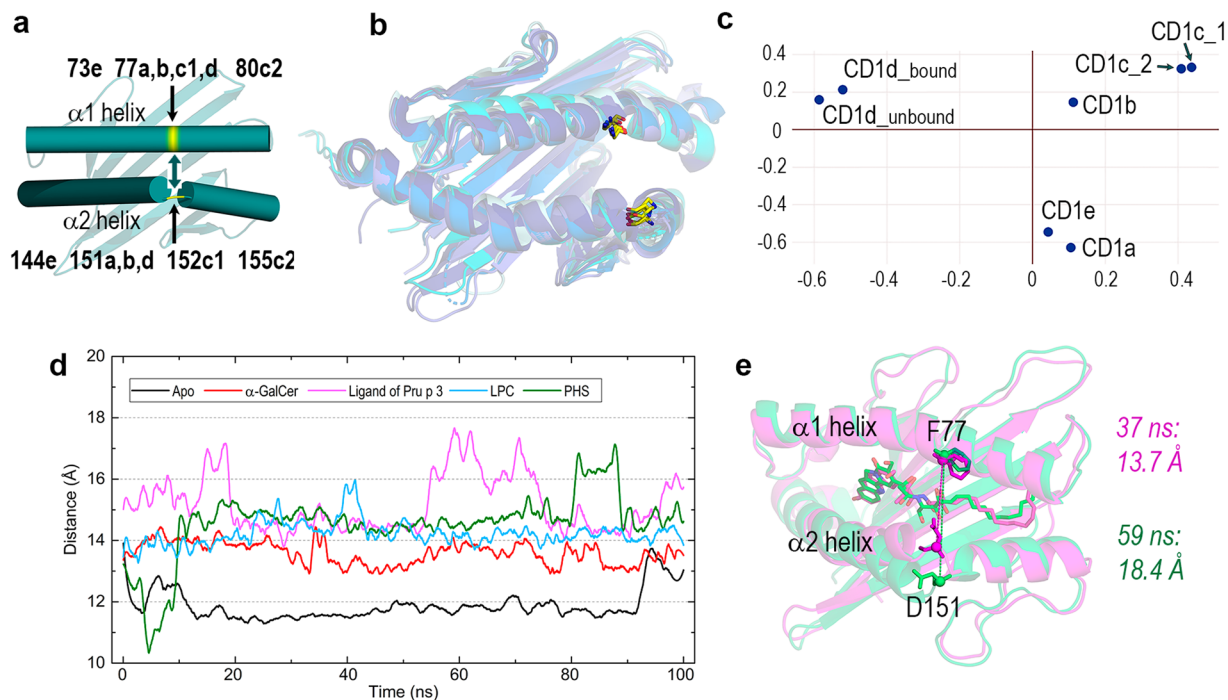 a
73e 77a,b,c1,d 80c2
α1 helix
α2 helix
144e 151a,b,d 152c1 155c2
b
c
CD1c_1
CD1c_2
CD1d_bound
CD1b
CD1d_unbound
CD1e
CD1a
0.4
0.2
0
-0.2
-0.4
-0.6
-0.6 -0.4 -0.2 0 0.2 0.4
d
Apo α-GalCer Ligand of Pru p 3 LPC PHS
Distance (Å)
20
18
16
14
12
10
0 20 40 60 80 100
Time (ns)
e
α1 helix
F77
α2 helix
D151
37 ns:
13.7 Å
59 ns:
18.4 Å